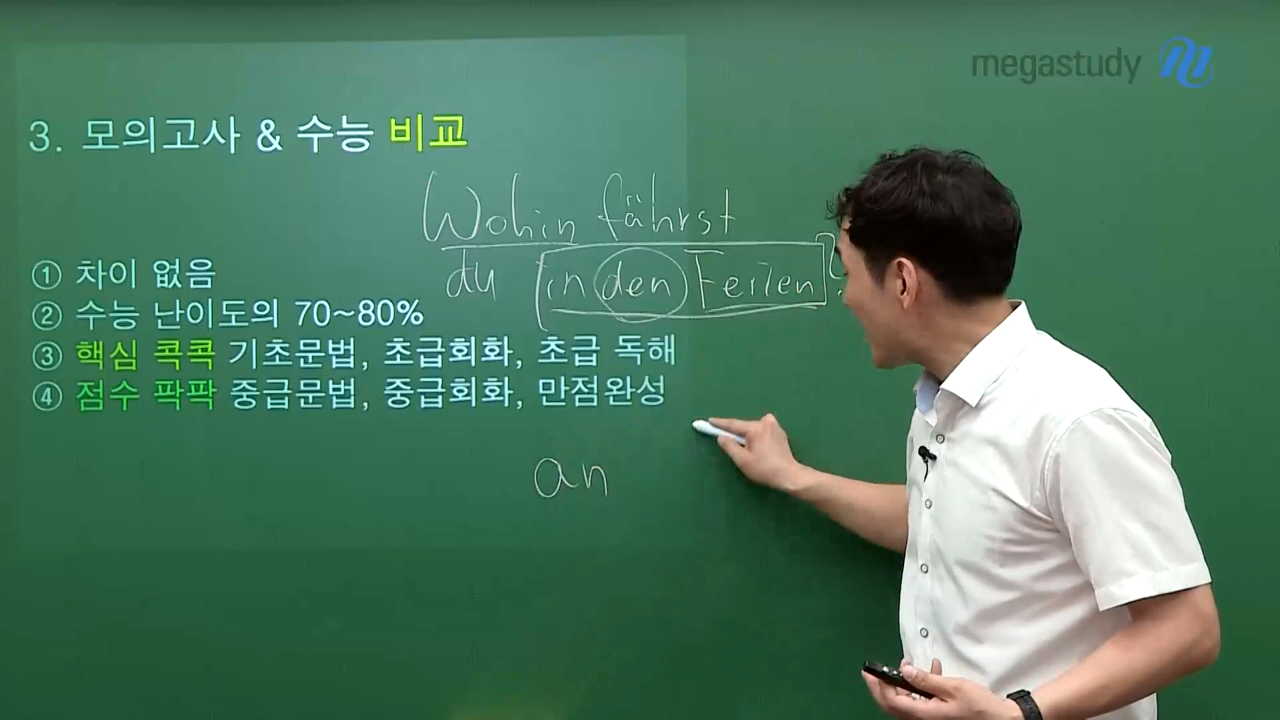 megastudy
3. 모의고사 & 수능 비교
Wohin fährst
du in den Ferien?
① 차이 없음
② 수능 난이도의 70~80%
③ 핵심 콕콕 기초문법, 초급회화, 초급 독해
④ 점수 팍팍 중급문법, 중급회화, 만점완성
an